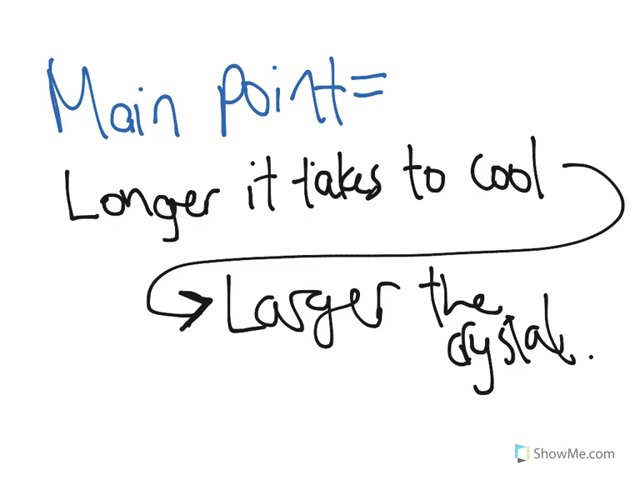 Main point=
Longer it takes to cool
Larger the
crystals.
ShowMe.com